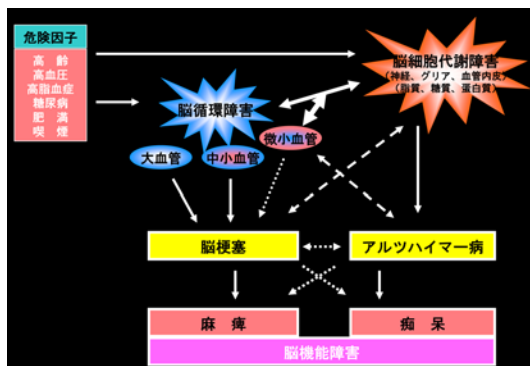 危険因子
高 齢
高血圧
高脂血症
糖尿病
肥 満
喫 煙
脳細胞代謝障害
(神経、グリア、血管内皮)
(脂質、糖質、蛋白質)
脳循環障害
微小血管
大血管
中小血管
脳梗塞
アルツハイマー病
麻 痺
痴 呆
脳機能障害